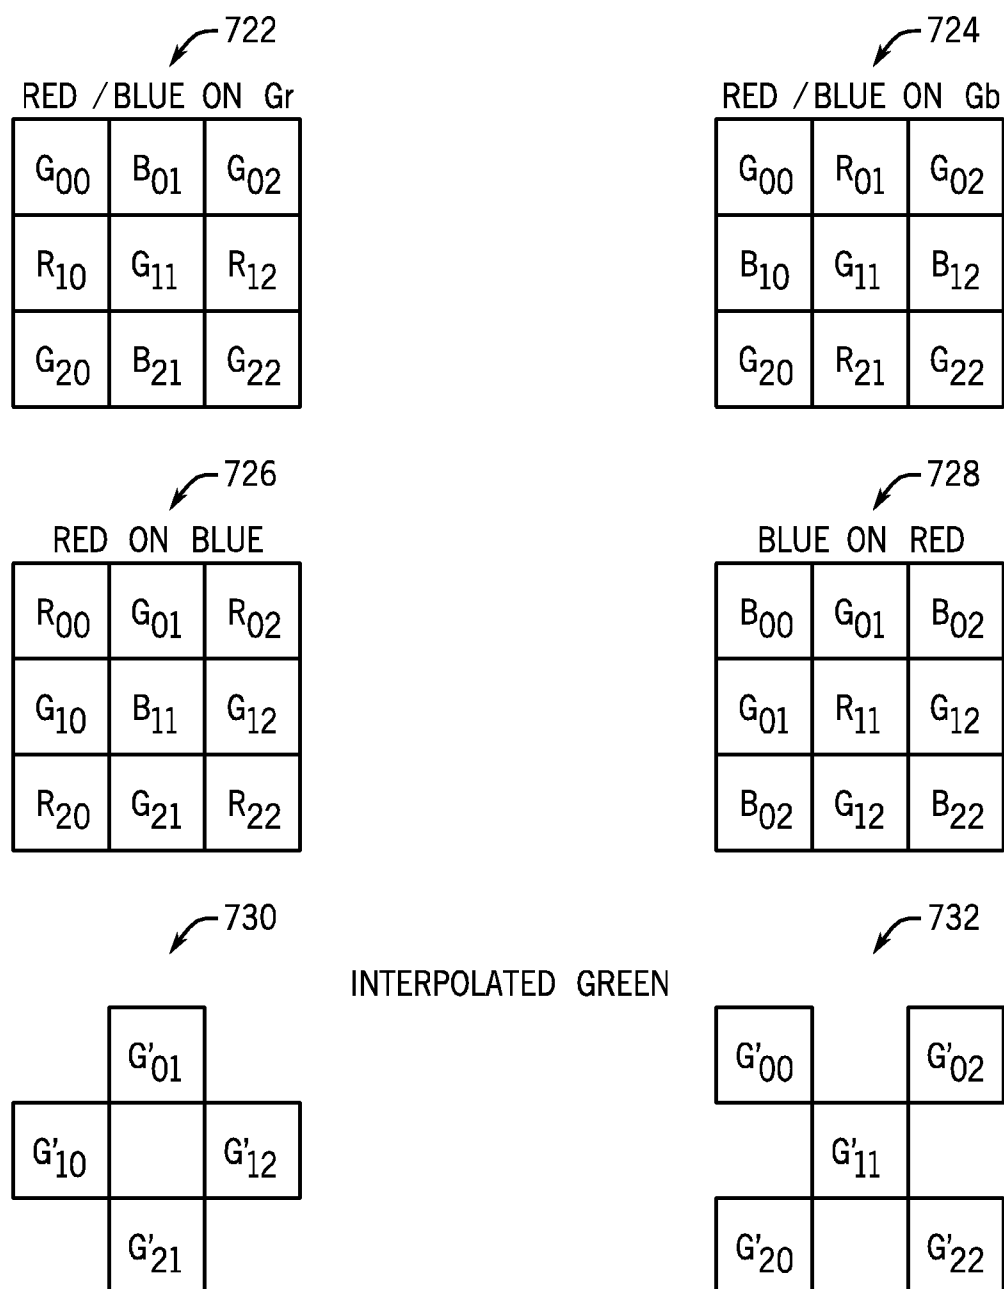 722
RED / BLUE ON Gr
G00 B01 G02
R10 G11 R12
G20 B21 G22
724
RED / BLUE ON Gb
G00 R01 G02
B10 G11 B12
G20 R21 G22
726
RED ON BLUE
R00 G01 R02
G10 B11 G12
R20 G21 R22
728
BLUE ON RED
B00 G01 B02
G01 R11 G12
B02 G12 B22
INTERPOLATED GREEN
730
G'01
G'10 G'12
G'21
732
G'00 G'02
G'11
G'20 G'22